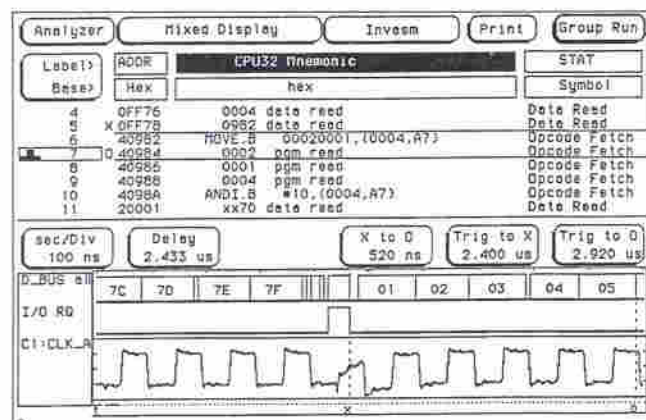 Analyzer Mixed Display Invasm Print Group Run
Label> ADDR CPU32 Mnemonic STAT
Base> Hex hex Symbol
4 0FF76 0004 data read Data Read
5 X 0FF78 0982 data read Data Read
6 40982 MOVE.B 00020001,(0004,A7) Opcode Fetch
7 O 40984 0002 pgm read Opcode Fetch
8 40986 0001 pgm read Opcode Fetch
9 40988 0004 pgm read Opcode Fetch
10 4098A ANDI.B #10,(0004,A7) Opcode Fetch
11 20001 xx70 data read Data Read
sec/Div Delay X to O Trig to X Trig to O
100 ns 2.433 us 520 ns 2.400 us 2.920 us
D_BUS all 7C 7D 7E 7F 01 02 03 04 05
I/O RQ
C1:CLK_A
X O